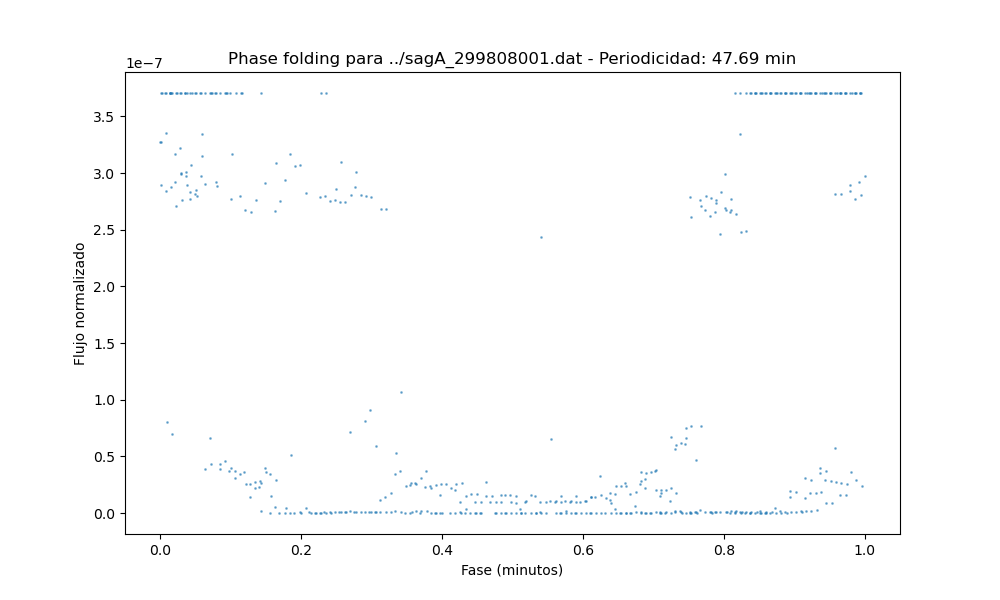 Phase folding para ../sagA_299808001.dat - Periodicidad: 47.69 min
1e−7
3.5
3.0
2.5
2.0
1.5
1.0
0.5
0.0
Flujo normalizado
0.0 0.2 0.4 0.6 0.8 1.0
Fase (minutos)